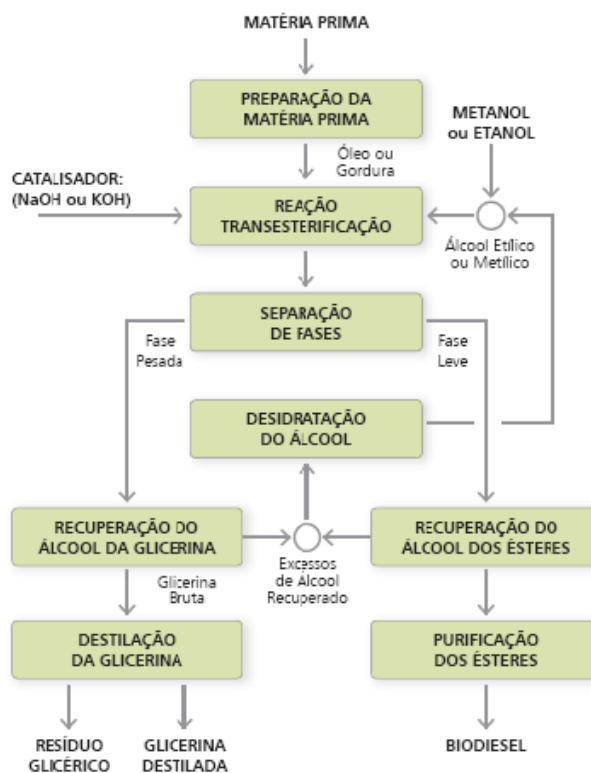 MATÉRIA PRIMA
PREPARAÇÃO DA
MATÉRIA PRIMA
METANOL
ou ETANOL
Óleo ou
Gordura
CATALISADOR:
(NaOH ou KOH)
REAÇÃO
TRANSESTERIFICAÇÃO
Álcool Etílico
ou Metílico
SEPARAÇÃO
DE FASES
Fase
Pesada
Fase
Leve
DESIDRATAÇÃO
DO ÁLCOOL
RECUPERAÇÃO DO
ÁLCOOL DA GLICERINA
RECUPERAÇÃO DO
ÁLCOOL DOS ÉSTERES
Excessos
de Álcool
Recuperado
Glicerina
Bruta
DESTILAÇÃO
DA GLICERINA
PURIFICAÇÃO
DOS ÉSTERES
RESÍDUO
GLICÉRICO
GLICERINA
DESTILADA
BIODIESEL